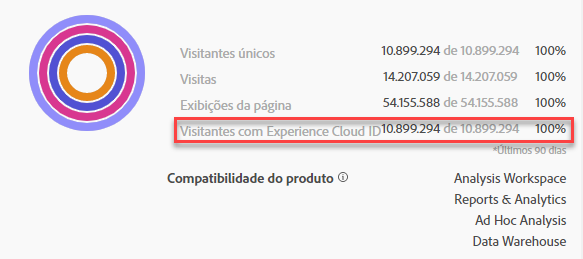 Visitantes únicos 10.899.294 de 10.899.294 100%
Visitas 14.207.059 de 14.207.059 100%
Exibições da página 54.155.588 de 54.155.588 100%
Visitantes com Experience Cloud ID 10.899.294 de 10.899.294 100%
*Últimos 90 dias
Compatibilidade do produto Analysis Workspace
Reports & Analytics
Ad Hoc Analysis
Data Warehouse